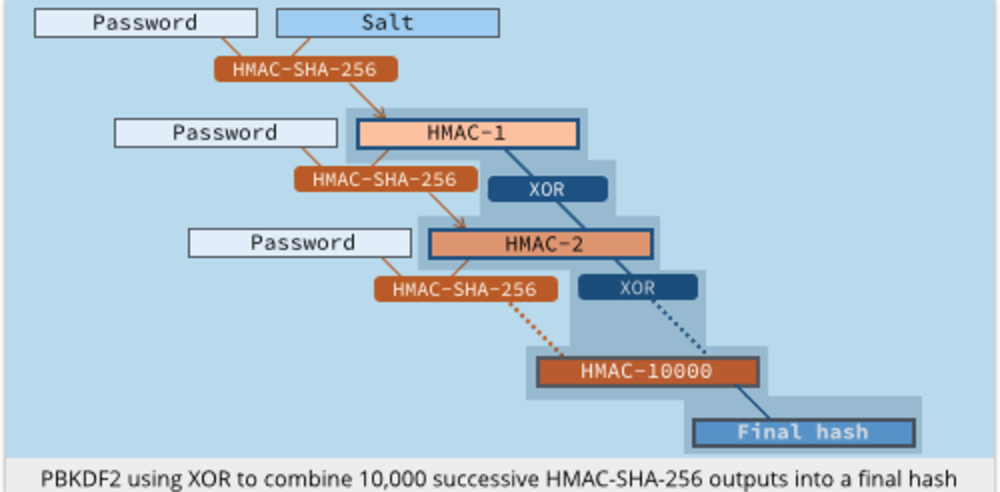 Password Salt
HMAC-SHA-256
Password HMAC-1
HMAC-SHA-256 XOR
Password HMAC-2
HMAC-SHA-256 XOR
HMAC-10000
Final hash
PBKDF2 using XOR to combine 10,000 successive HMAC-SHA-256 outputs into a final hash